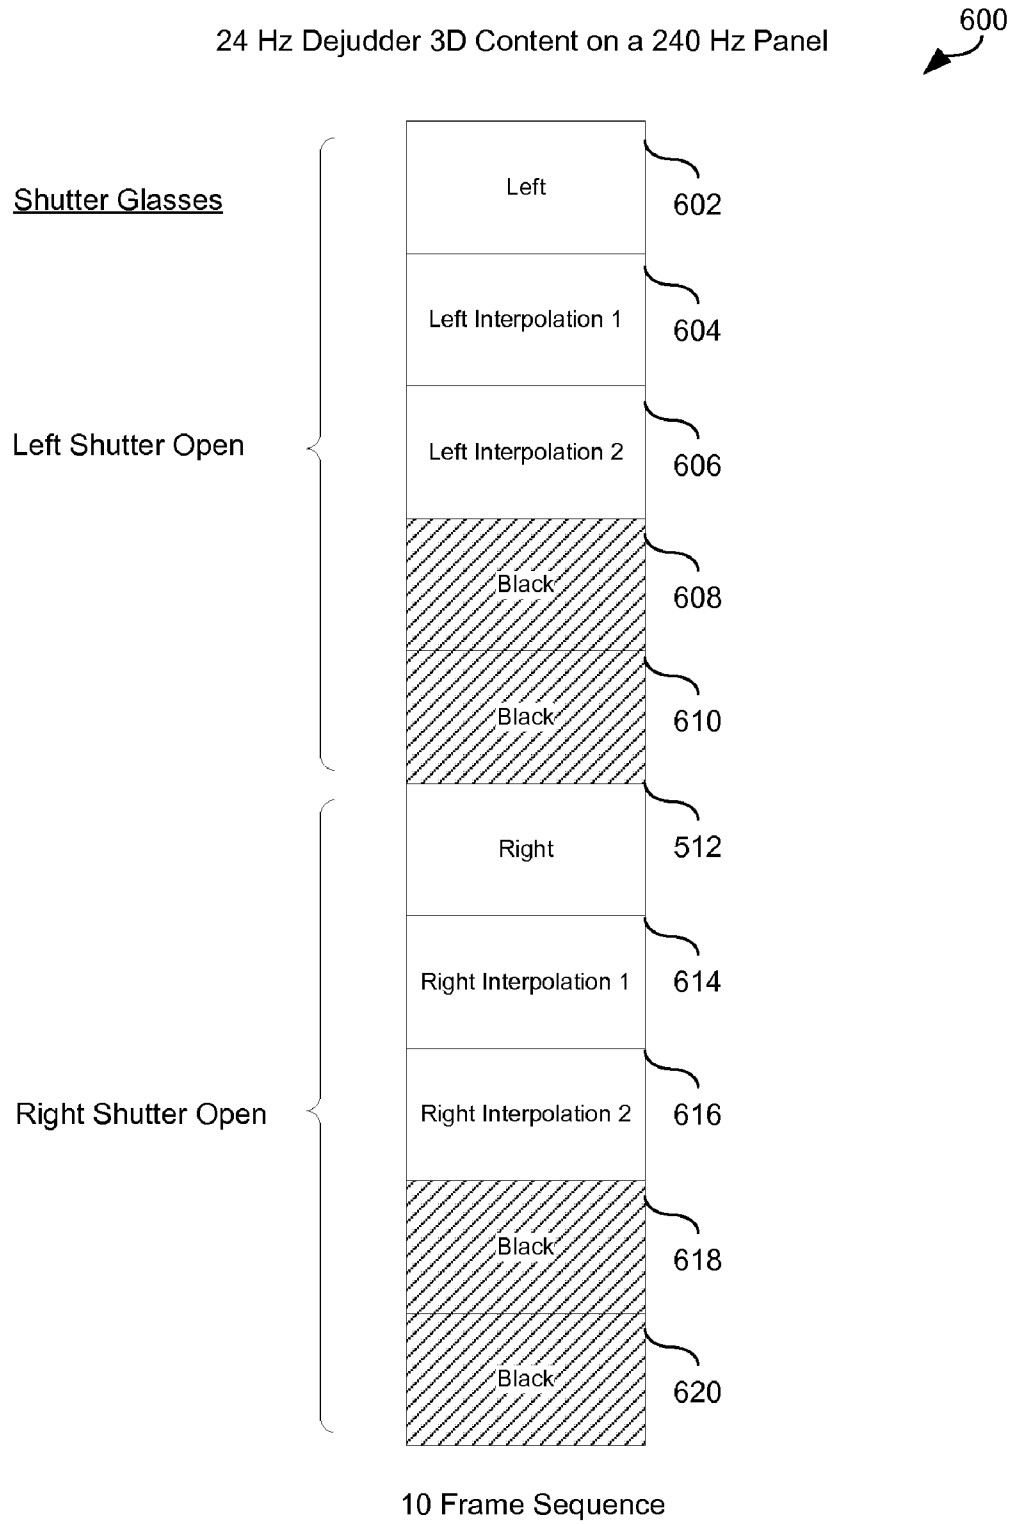 600
24 Hz Dejudder 3D Content on a 240 Hz Panel
Shutter Glasses
Left
602
Left Interpolation 1
604
Left Shutter Open
Left Interpolation 2
606
Black
608
Black
610
Right
512
Right Interpolation 1
614
Right Shutter Open
Right Interpolation 2
616
Black
618
Black
620
10 Frame Sequence